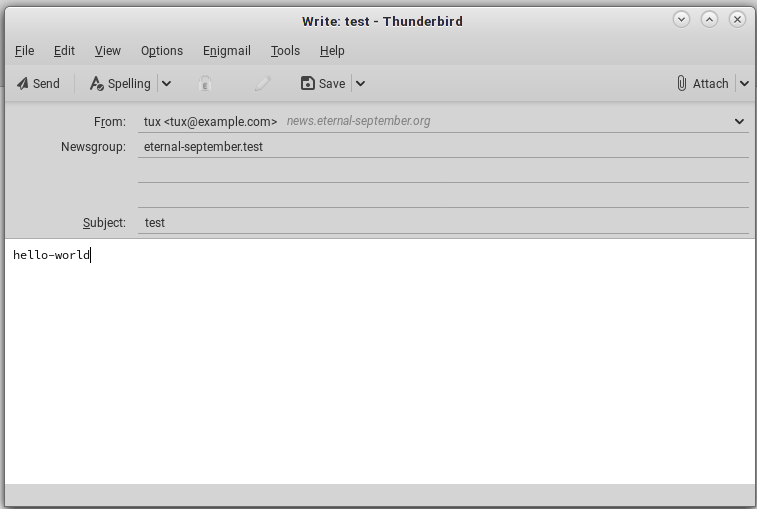 Write: test - Thunderbird
File Edit View Options Enigmail Tools Help
Send Spelling Save Attach
From: tux <tux@example.com> news.eternal-september.org
Newsgroup: eternal-september.test
Subject: test
hello-world